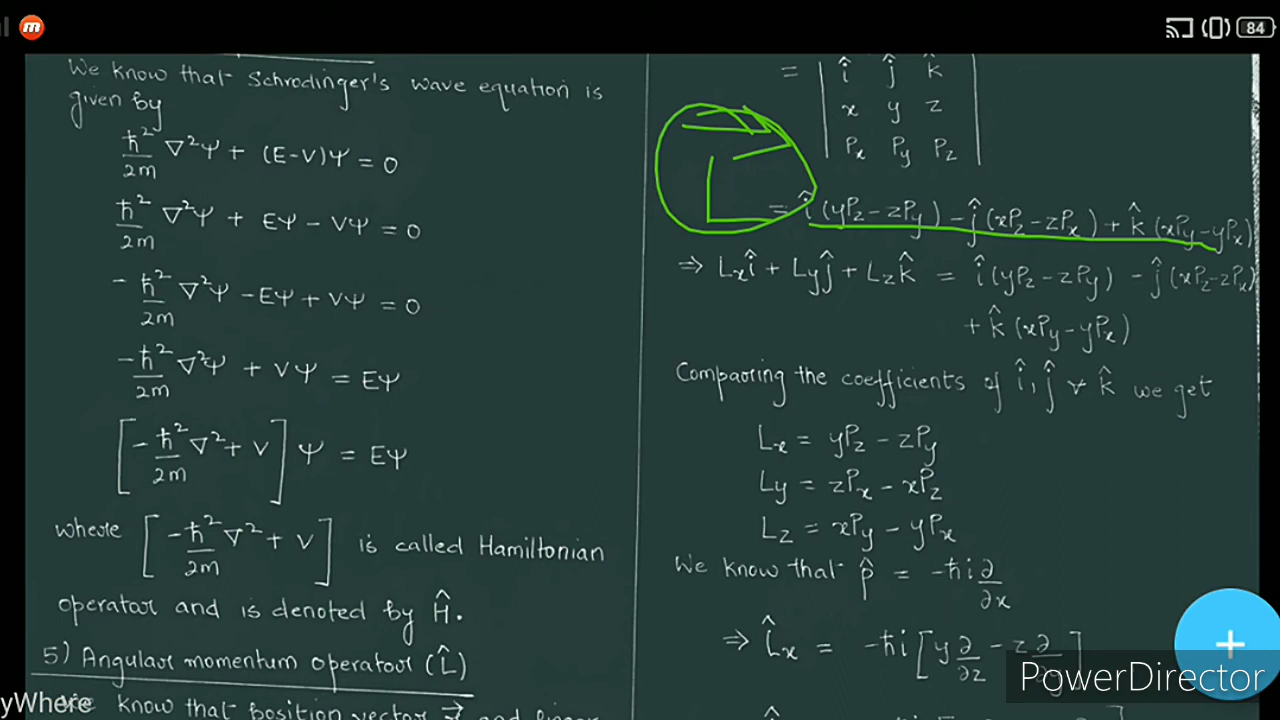 84
We know that Schrodinger's wave equation is
given by
ħ²/2m ∇²Ψ + (E-V)Ψ = 0
ħ²/2m ∇²Ψ + EΨ - VΨ = 0
-ħ²/2m ∇²Ψ - EΨ + VΨ = 0
-ħ²/2m ∇²Ψ + VΨ = EΨ
[-ħ²/2m ∇² + V] Ψ = EΨ
where [-ħ²/2m ∇² + V] is called Hamiltonian
operator and is denoted by Ĥ.
5) Angular momentum operator (L̂)
know that position vector r⃗ and
yWhere
= | î ĵ k̂
x y z
Px Py Pz |
= î (yPz - zPy) - ĵ (xPz - zPx) + k̂ (xPy - yPx)
⇒ Lxî + Lyĵ + Lzk̂ = î (yPz - zPy) - ĵ (xPz - zPx)
+ k̂ (xPy - yPx)
Comparing the coefficients of î, ĵ & k̂ we get
Lx = yPz - zPy
Ly = zPx - xPz
Lz = xPy - yPx
We know that p̂ = -ħi ∂/∂x
⇒ L̂x = -ħi [y ∂/∂z - z ∂/∂y]
+
PowerDirector